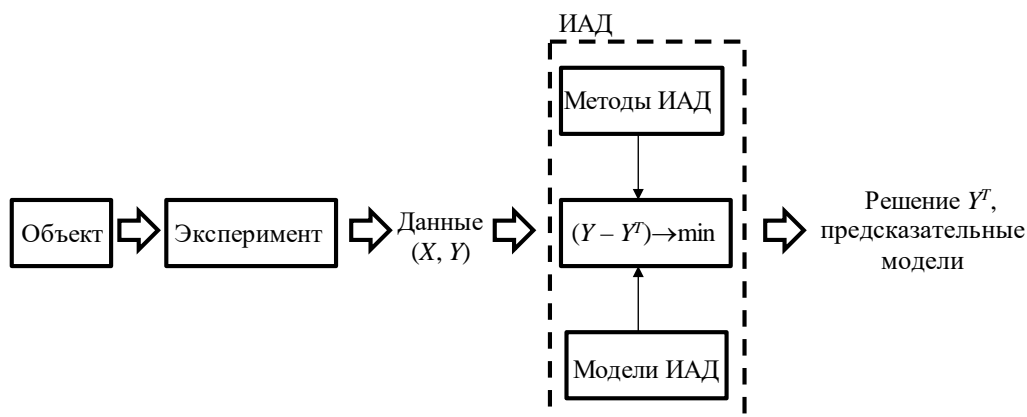 ИАД
Методы ИАД
Объект
Эксперимент
Данные
(X, Y)
(Y – Y^T)→min
Решение Y^T,
предсказательные
модели
Модели ИАД